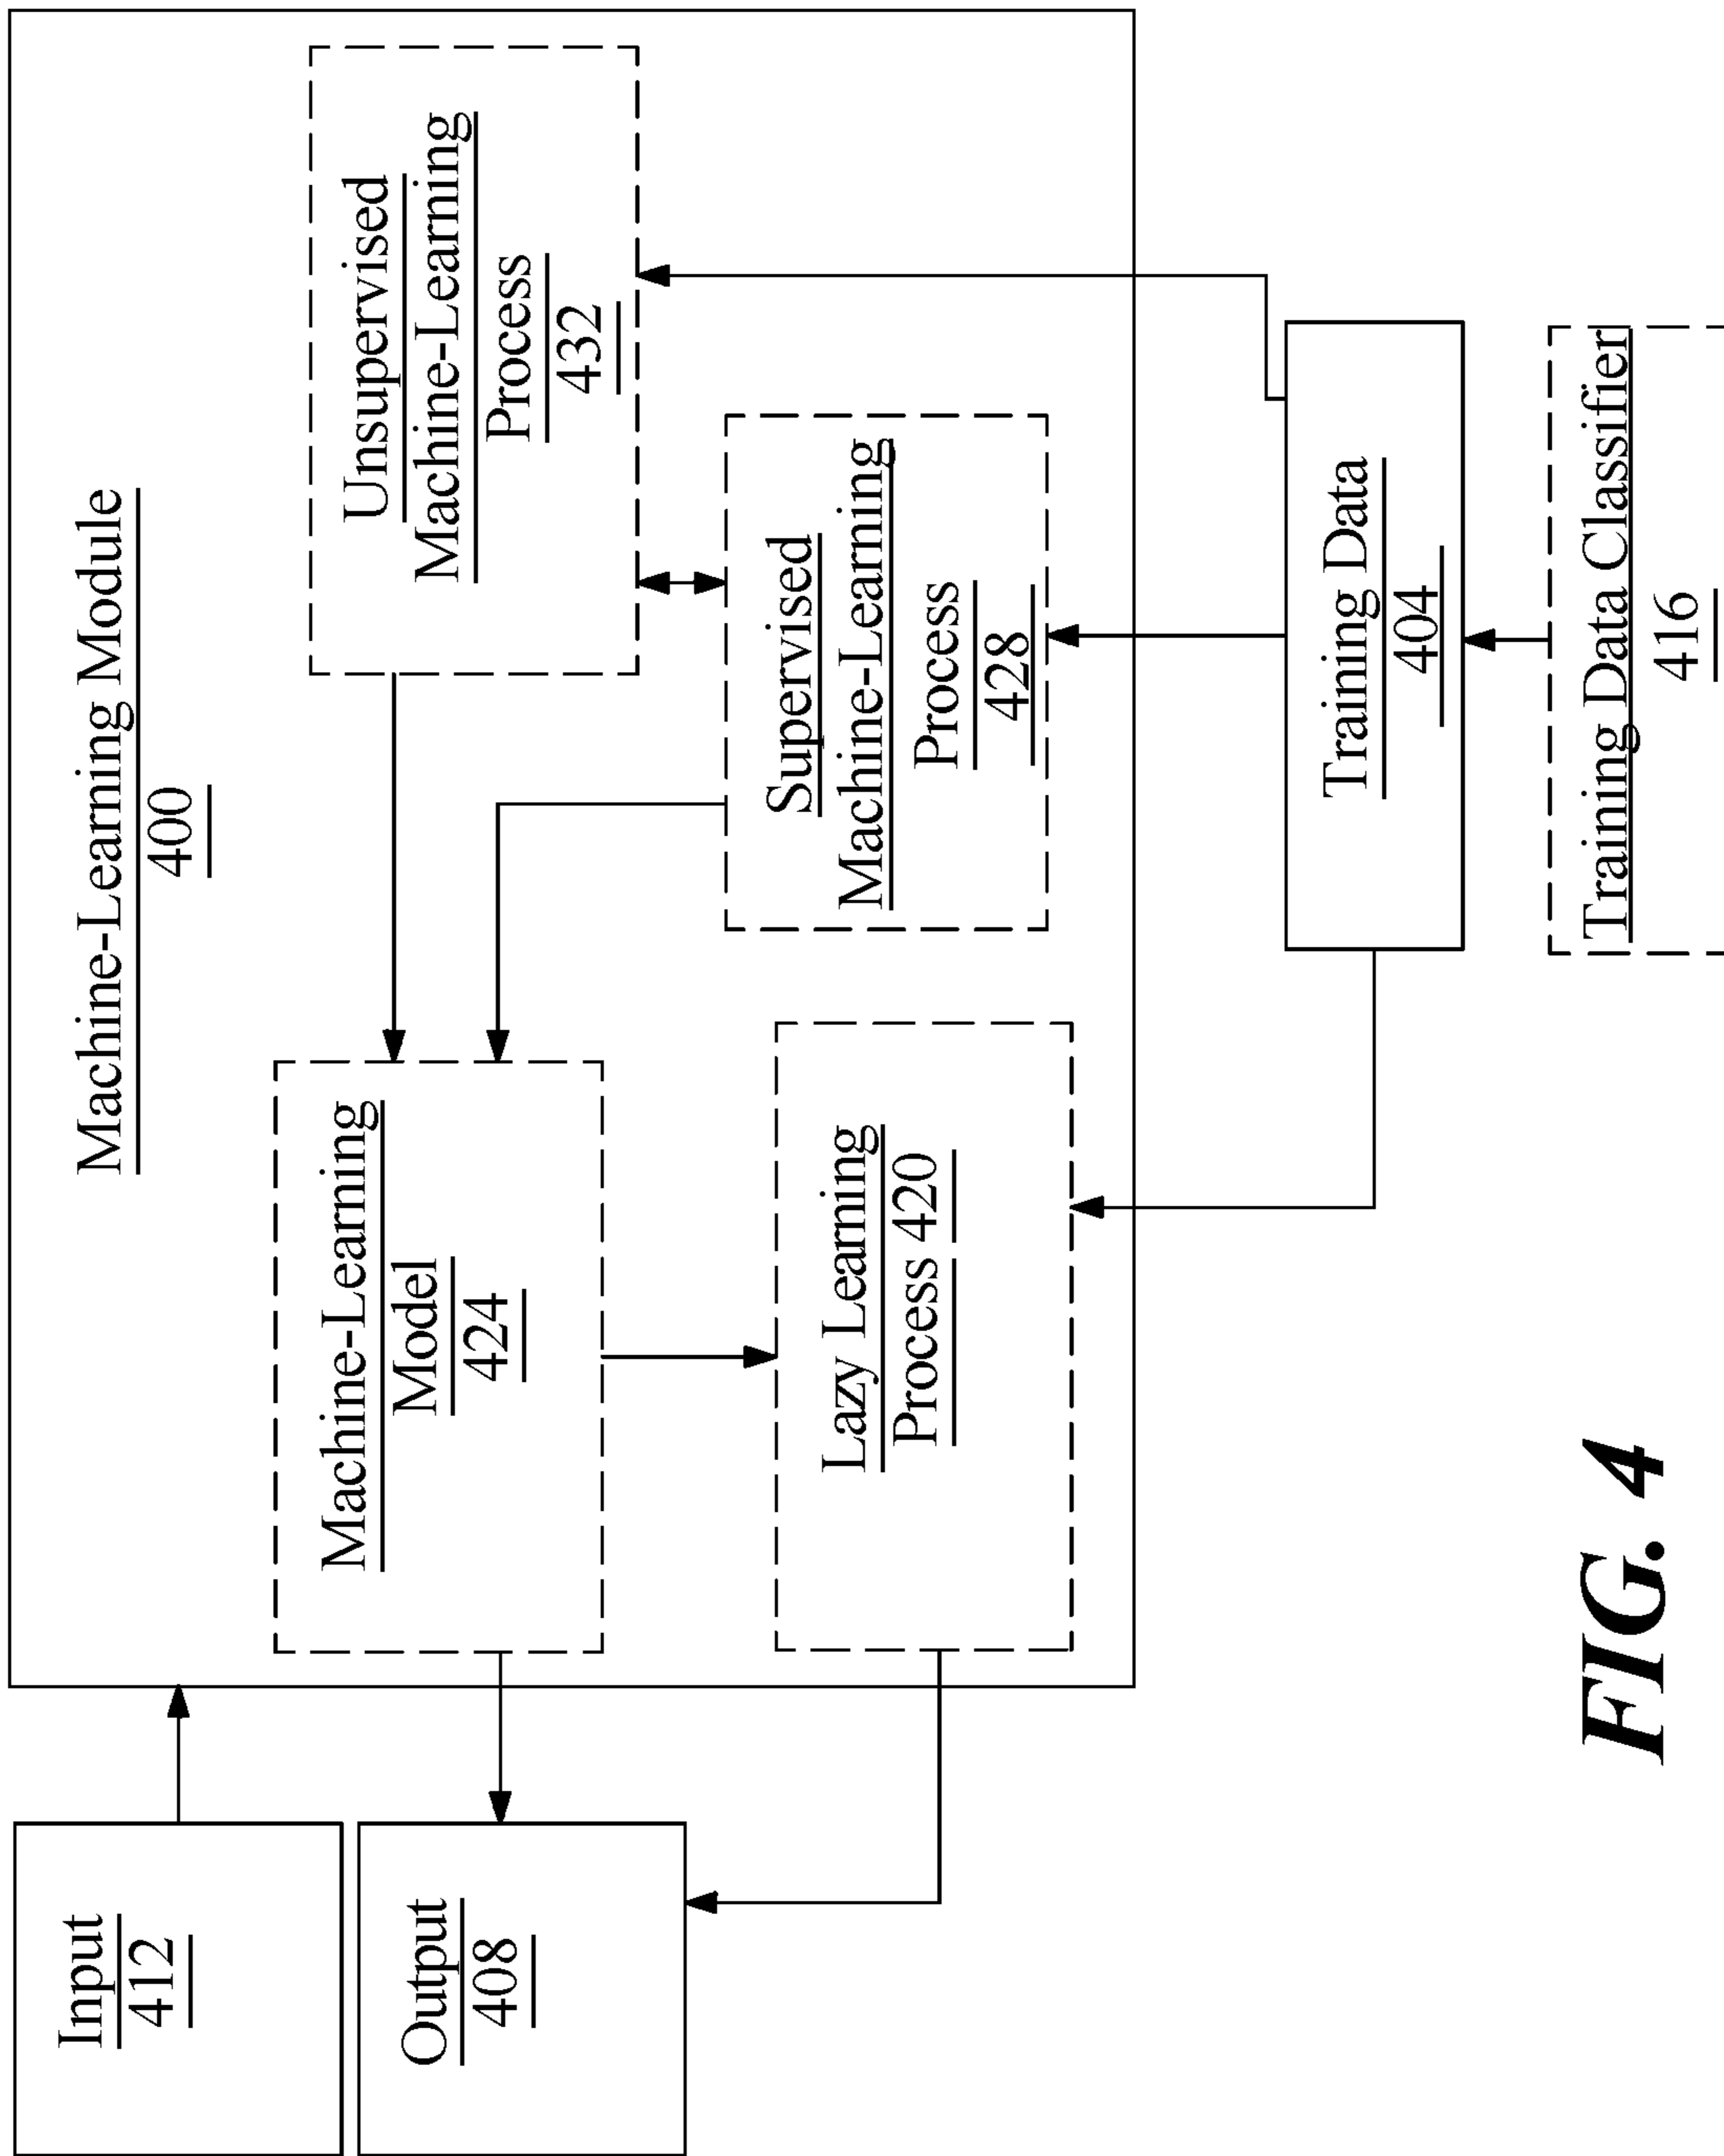 Machine-Learning Module
400
Input
412
Output
408
Machine-Learning
Model
424
Unsupervised
Machine-Learning
Process
432
Supervised
Machine-Learning
Process
428
Lazy Learning
Process 420
Training Data
404
Training Data Classifier
416
FIG. 4